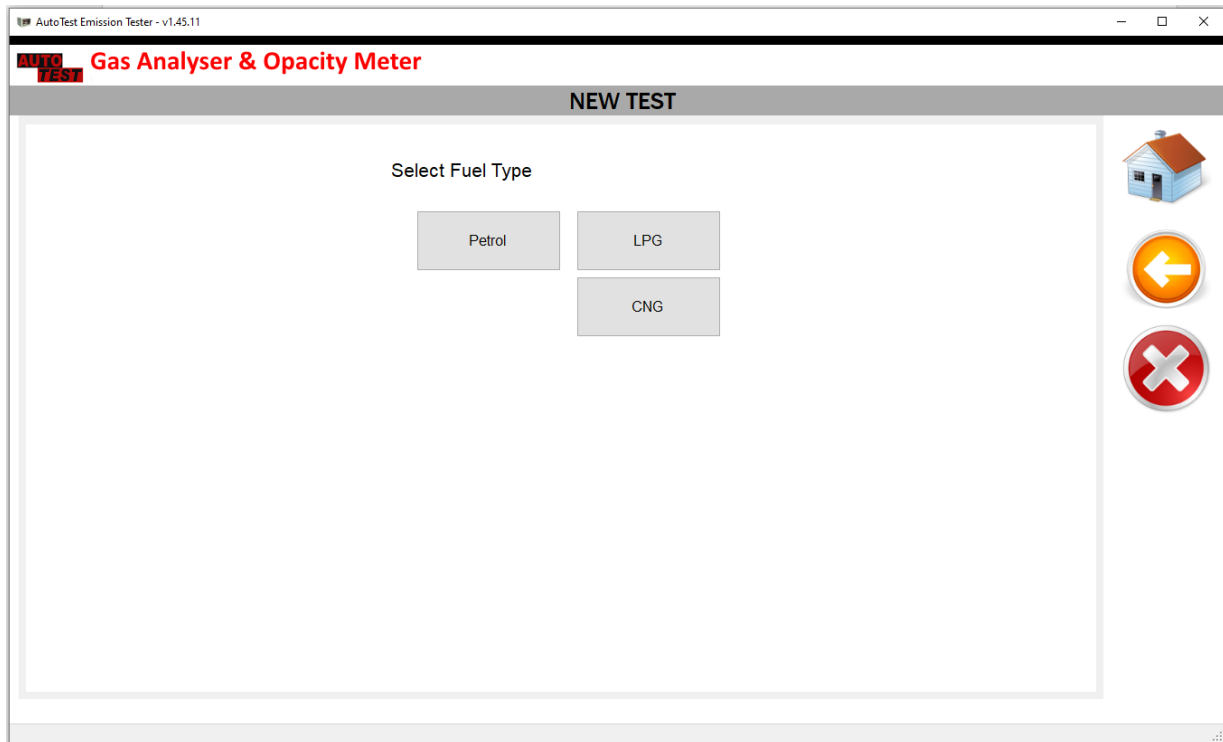 AutoTest Emission Tester - v1.45.11
AUTO
TEST
Gas Analyser & Opacity Meter
NEW TEST
Select Fuel Type
Petrol
LPG
CNG